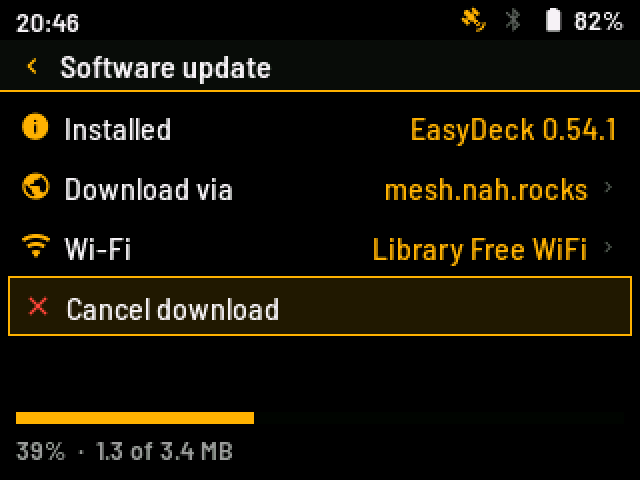 20:46 82%
Software update
Installed EasyDeck 0.54.1
Download via mesh.nah.rocks
Wi-Fi Library Free WiFi
Cancel download
39% · 1.3 of 3.4 MB